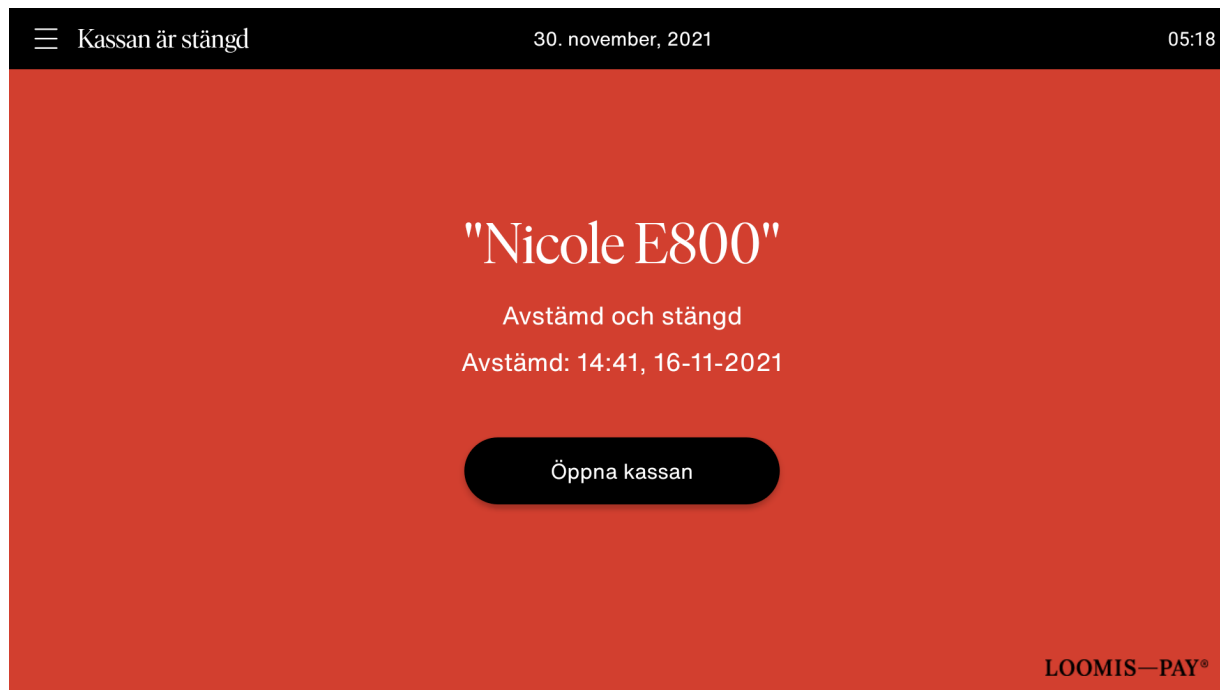 Kassan är stängd
30. november, 2021
05:18
"Nicole E800"
Avstämd och stängd
Avstämd: 14:41, 16-11-2021
Öppna kassan
LOOMIS—PAY®